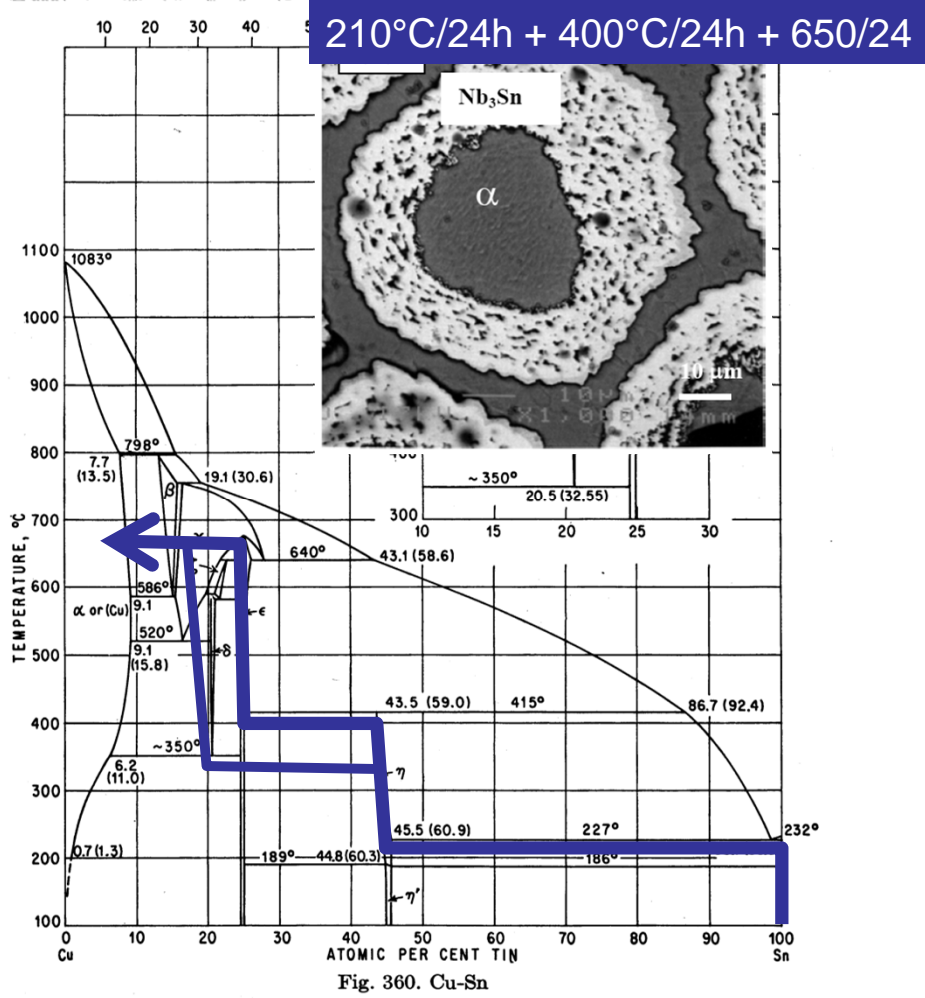 10 20 30 40 5
210°C/24h + 400°C/24h + 650/24
Nb₃Sn
α
10 μm
X1,000 mm
1100
1083°
1000
900
800
798°
7.7
(13.5)
19.1 (30.6)
β
400
~350°
20.5 (32.55)
300
10 15 20 25 30
700
640°
43.1 (58.6)
600
586°
α or (Cu)
9.1
ε
520°
9.1
(15.8)
δ
500
43.5 (59.0) 415°
86.7 (92.4)
400
~350°
6.2
(11.0)
η
300
45.5 (60.9) 227° 232°
0.7 (1.3)
200
189° 44.8 (60.3) 186°
η′
100
0 10 20 30 40 50 60 70 80 90 100
Cu ATOMIC PER CENT TIN Sn
TEMPERATURE, °C
Fig. 360. Cu-Sn